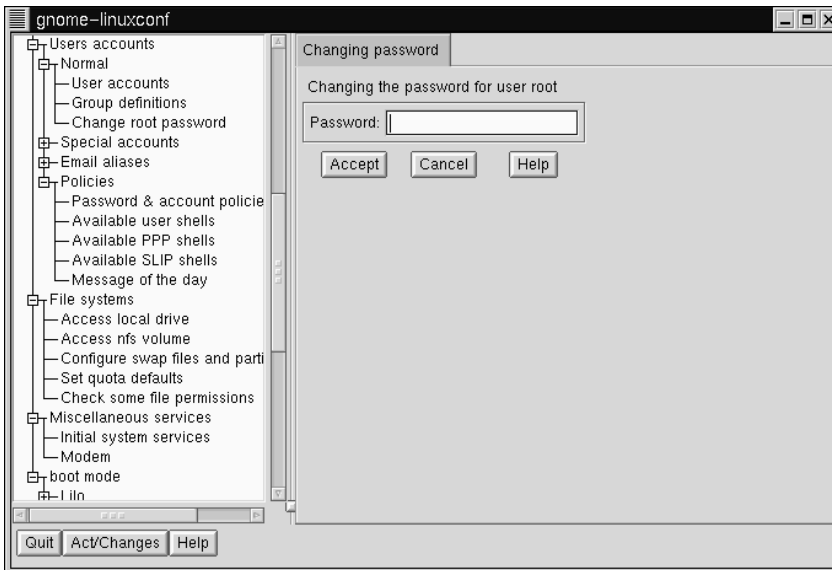 gnome-linuxconf
Users accounts
Normal
User accounts
Group definitions
Change root password
Special accounts
Email aliases
Policies
Password & account policie
Available user shells
Available PPP shells
Available SLIP shells
Message of the day
File systems
Access local drive
Access nfs volume
Configure swap files and parti
Set quota defaults
Check some file permissions
Miscellaneous services
Initial system services
Modem
boot mode
Lilo
Changing password
Changing the password for user root
Password:
Accept Cancel Help
Quit Act/Changes Help